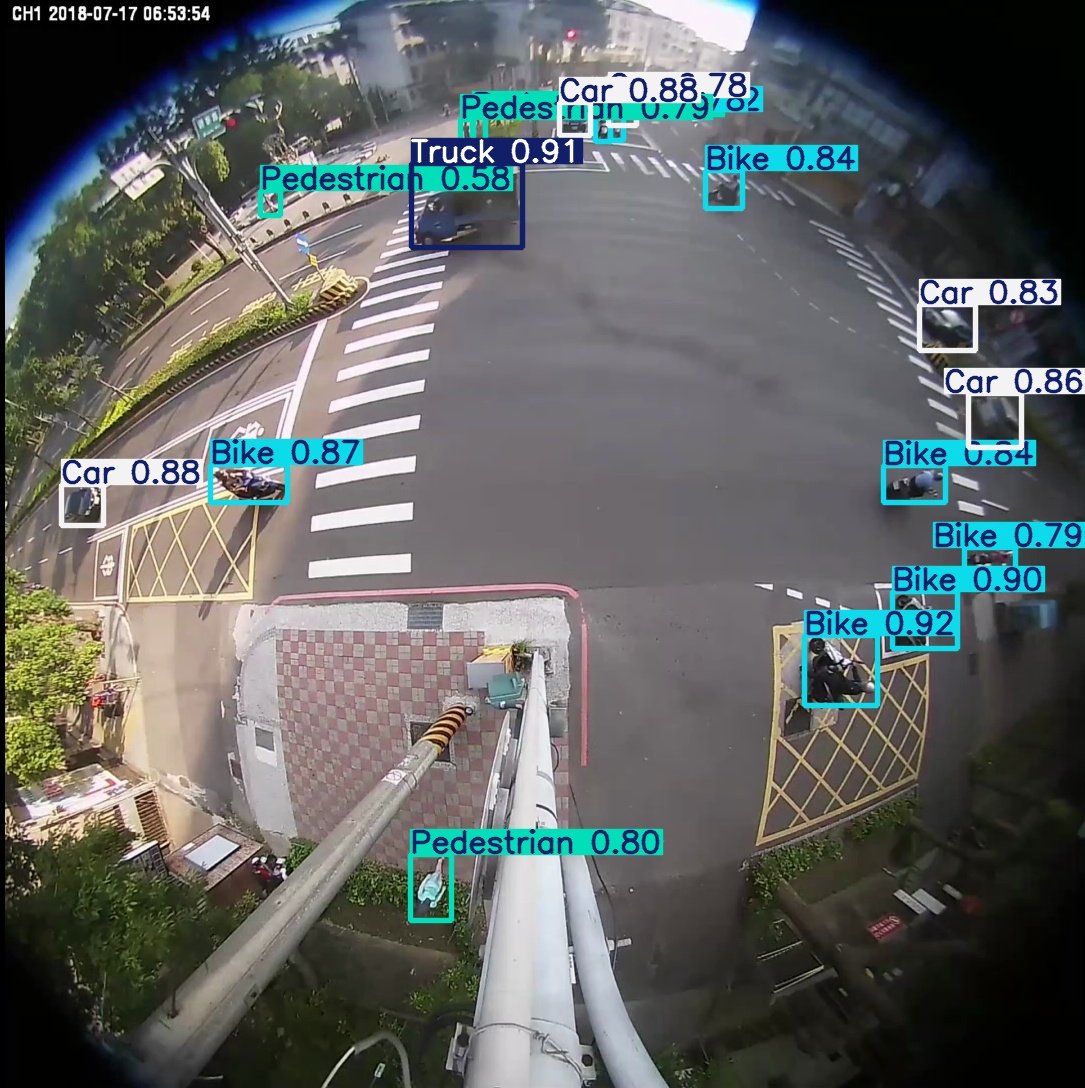 CH1 2018-07-17 06:53:54
Car 0.88
.78
Pedestrian 0.79
82
Truck 0.91
Bike 0.84
Pedestrian 0.58
Car 0.83
Car 0.86
Bike 0.87
Bike 0.84
Car 0.88
Bike 0.79
Bike 0.90
Bike 0.92
Pedestrian 0.80